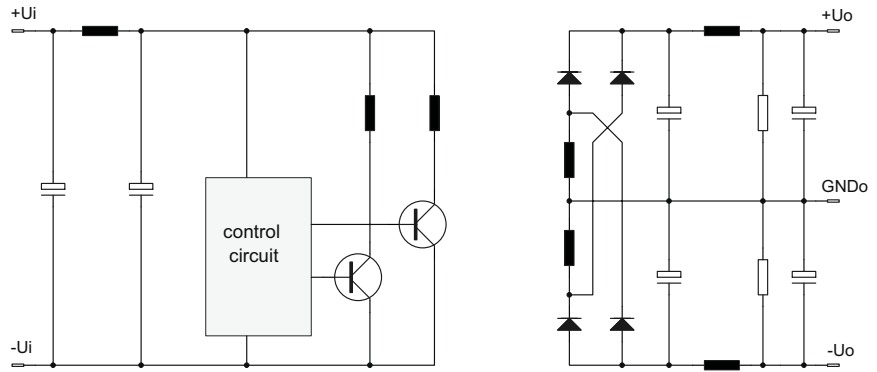 +Ui
+Uo
GNDo
control
circuit
-Ui
-Uo